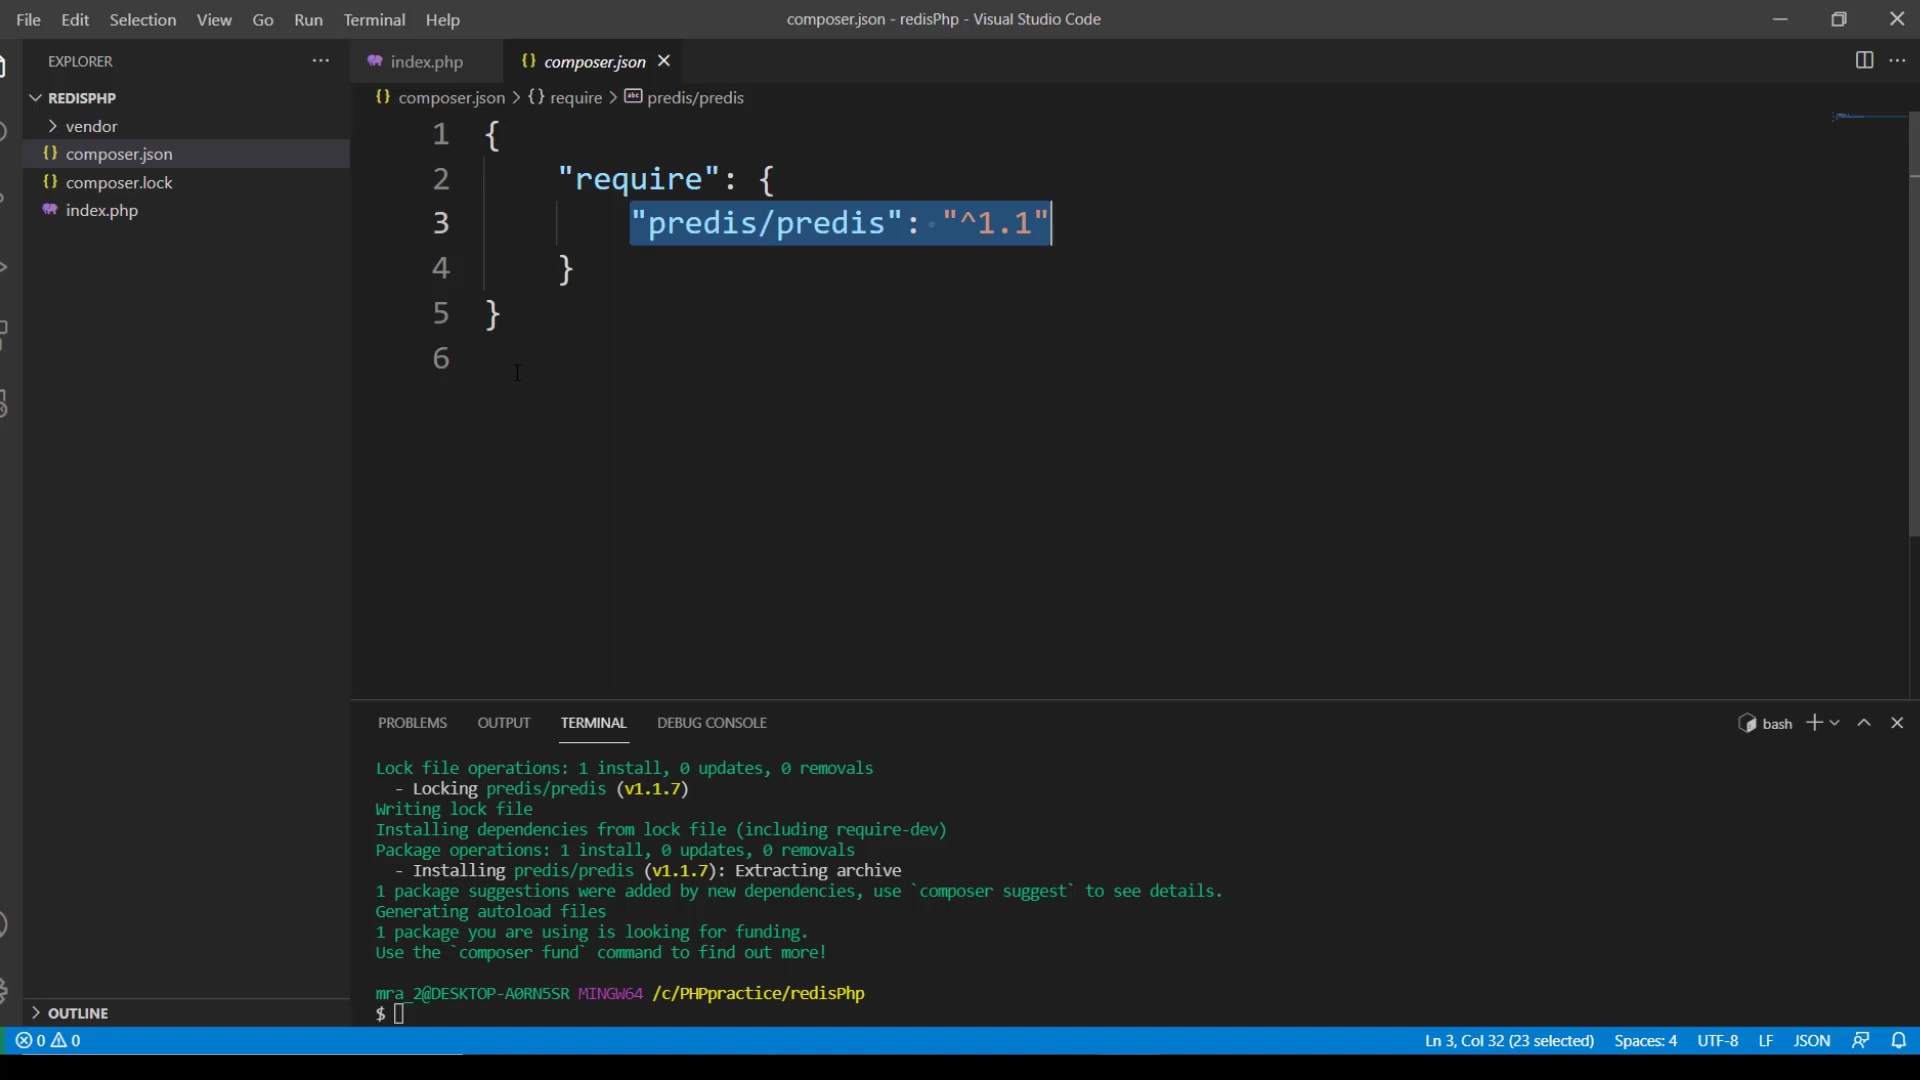 File Edit Selection View Go Run Terminal Help
composer.json - redisPhp - Visual Studio Code
EXPLORER
REDISPHP
vendor
{} composer.json
{} composer.lock
index.php
OUTLINE
index.php
{} composer.json
{} composer.json > {} require > abc predis/predis
1 {
2 "require": {
3 "predis/predis": "^1.1"
4 }
5 }
6
PROBLEMS OUTPUT TERMINAL DEBUG CONSOLE
bash
Lock file operations: 1 install, 0 updates, 0 removals
- Locking predis/predis (v1.1.7)
Writing lock file
Installing dependencies from lock file (including require-dev)
Package operations: 1 install, 0 updates, 0 removals
- Installing predis/predis (v1.1.7): Extracting archive
1 package suggestions were added by new dependencies, use `composer suggest` to see details.
Generating autoload files
1 package you are using is looking for funding.
Use the `composer fund` command to find out more!
mra_2@DESKTOP-A0RN5SR MINGW64 /c/PHPpractice/redisPhp
$
0 0
Ln 3, Col 32 (23 selected) Spaces: 4 UTF-8 LF JSON